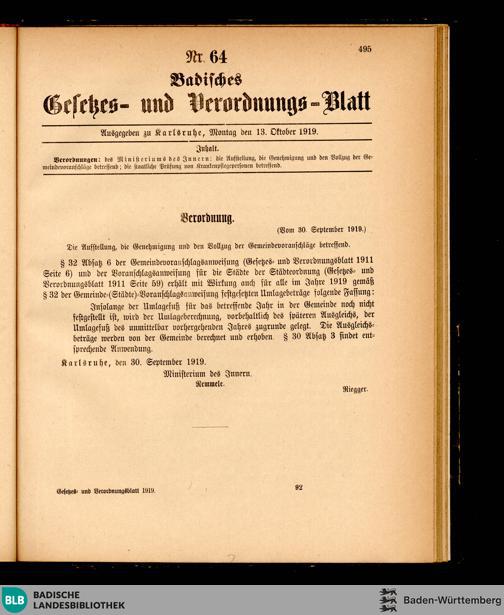 495
Nr. 64
Badisches
Gesetzes- und Verordnungs-Blatt
Ausgegeben zu Karlsruhe, Montag den 13. Oktober 1919.
Inhalt.
Verordnungen: des Ministeriums des Innern: die Aufstellung, die Genehmigung und den Vollzug der Ge-
meindevoranschläge betreffend; die staatliche Prüfung von Krankenpflegepersonen betreffend.
Verordnung.
(Vom 30. September 1919.)
Die Aufstellung, die Genehmigung und den Vollzug der Gemeindevoranschläge betreffend.
§ 32 Absatz 6 der Gemeindevoranschlagsanweisung (Gesetzes- und Verordnungsblatt 1911
Seite 6) und der Voranschlagsanweisung für die Städte der Städteordnung (Gesetzes- und
Verordnungsblatt 1911 Seite 59) erhält mit Wirkung auch für alle im Jahre 1919 gemäß
§ 32 der Gemeinde-(Städte)-Voranschlagsanweisung festgesetzten Umlagebeträge folgende Fassung:
Insolange der Umlagefuß für das betreffende Jahr in der Gemeinde noch nicht
festgestellt ist, wird der Umlageberechnung, vorbehaltlich des späteren Ausgleichs, der
Umlagefuß des unmittelbar vorhergehenden Jahres zugrunde gelegt. Die Ausgleichs-
beträge werden von der Gemeinde berechnet und erhoben. § 30 Absatz 3 findet ent-
sprechende Anwendung.
Karlsruhe, den 30. September 1919.
Ministerium des Innern.
Remmele.
Riegger.
Gesetzes- und Verordnungsblatt 1919.
92
BLB BADISCHE
LANDESBIBLIOTHEK
Baden-Württemberg